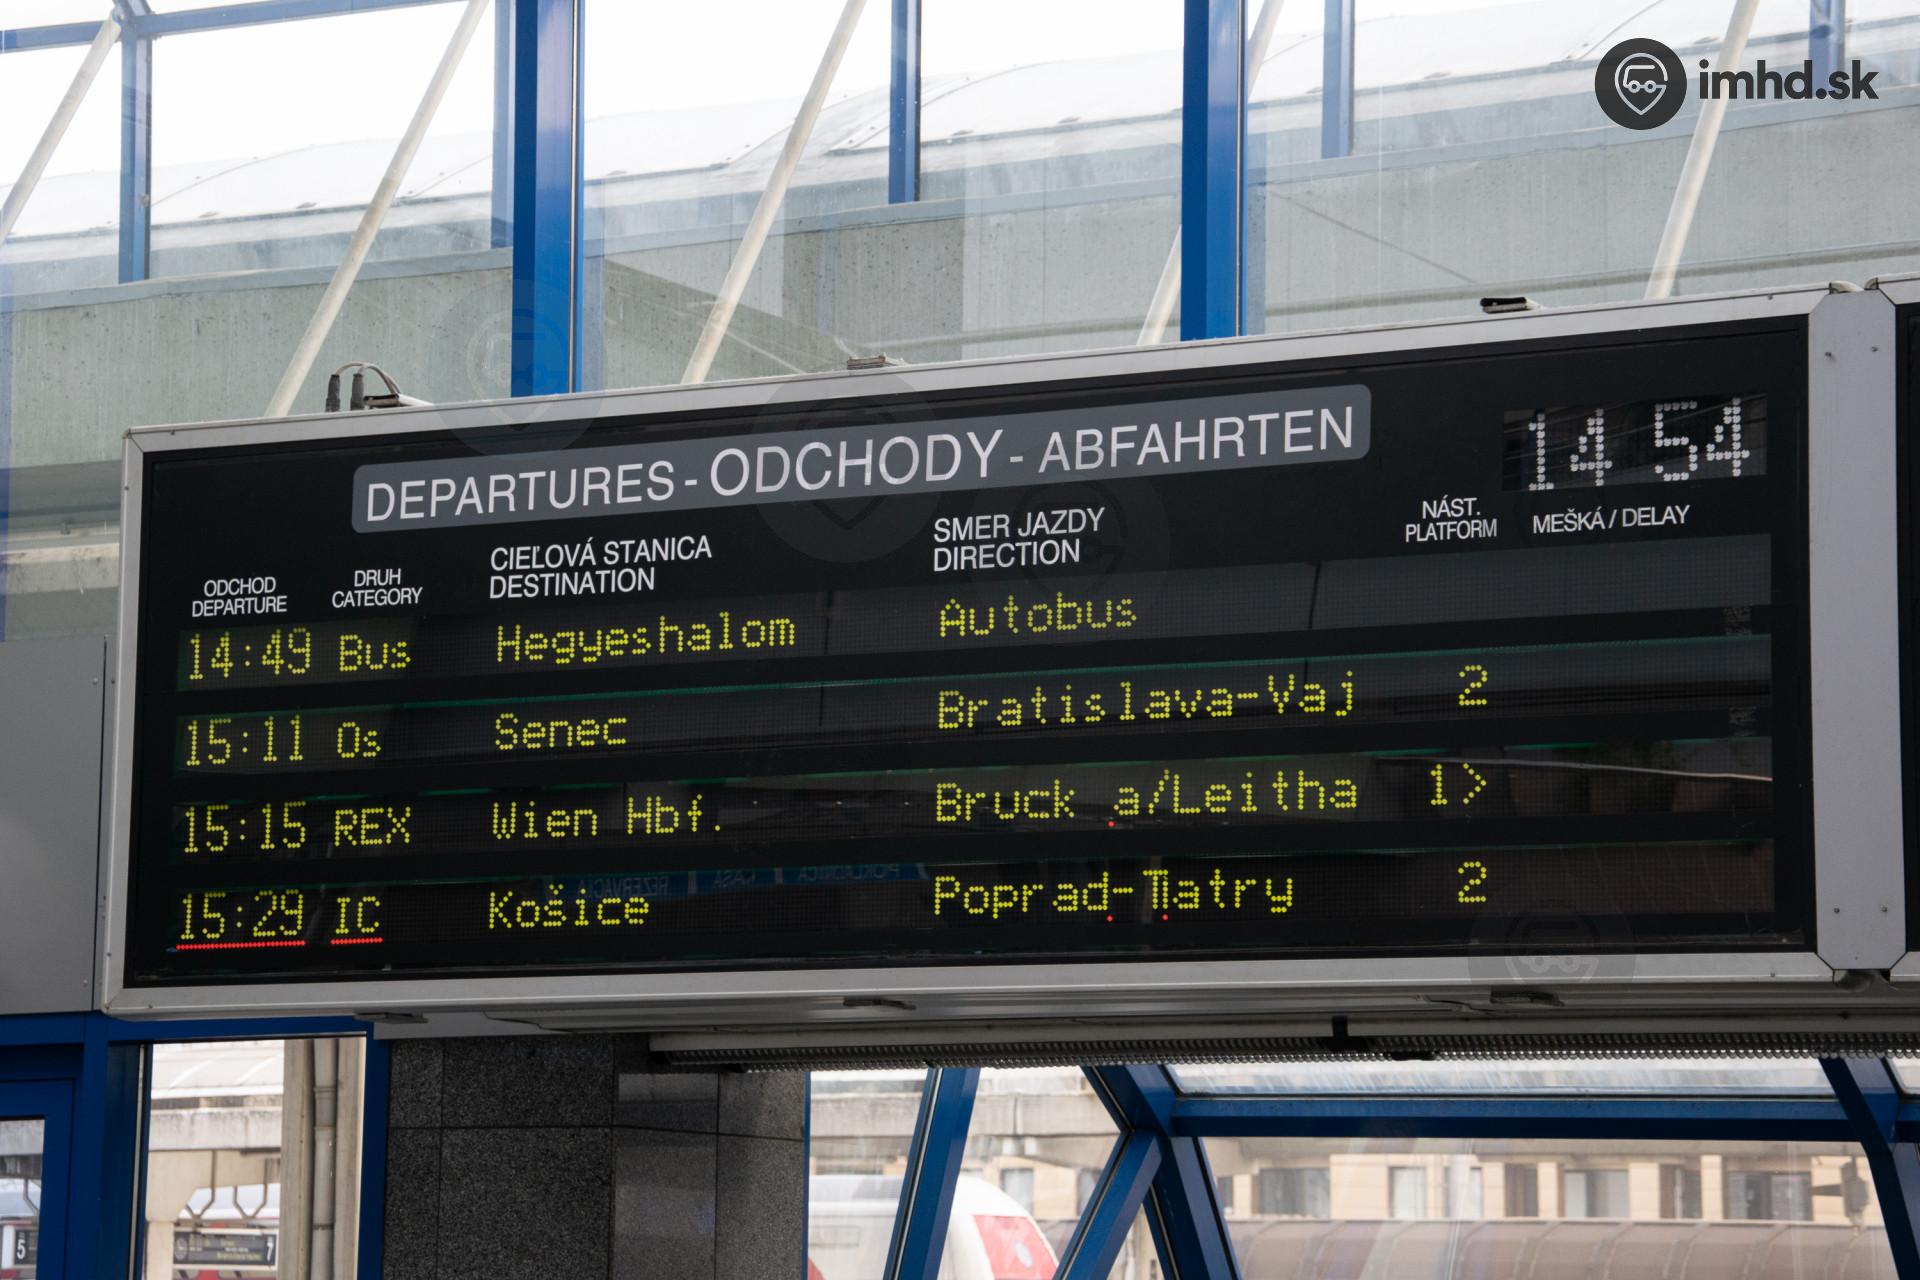 imhd.sk
DEPARTURES - ODCHODY - ABFAHRTEN
14 54
ODCHOD DRUH CIEĽOVÁ STANICA SMER JAZDY NÁST. MEŠKÁ / DELAY
DEPARTURE CATEGORY DESTINATION DIRECTION PLATFORM
14:49 Bus Hegyeshalom Autobus
15:11 Os Senec Bratislava-Vaj 2
15:15 REX Wien Hbf. Bruck a/Leitha 1>
15:29 IC Košice Poprad-Tatry 2
5
7